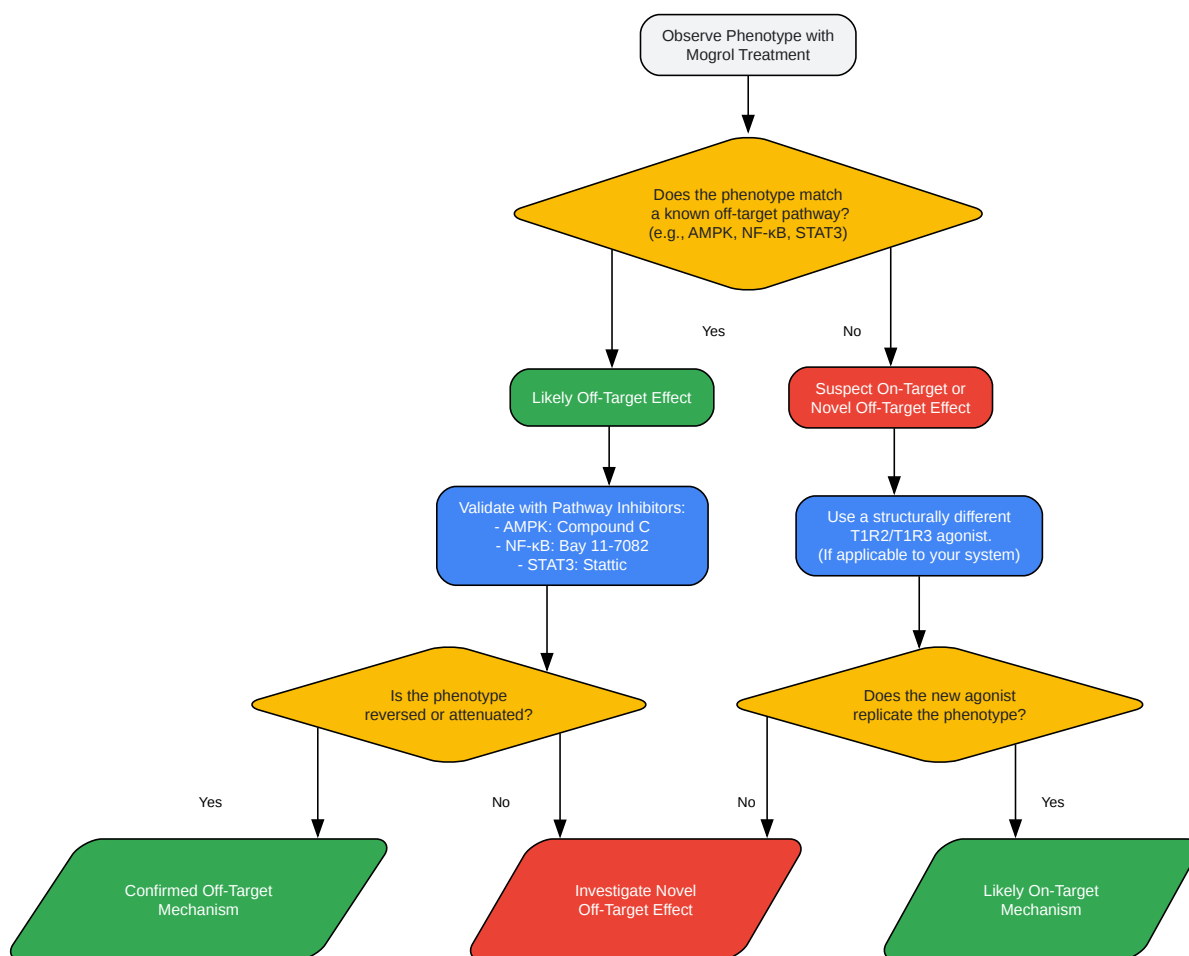 Observe Phenotype with
Mogrol Treatment
Does the phenotype match
a known off-target pathway?
(e.g., AMPK, NF-κB, STAT3)
Yes
No
Likely Off-Target Effect
Suspect On-Target or
Novel Off-Target Effect
Validate with Pathway Inhibitors:
- AMPK: Compound C
- NF-κB: Bay 11-7082
- STAT3: Stattic
Use a structurally different
T1R2/T1R3 agonist.
(If applicable to your system)
Is the phenotype
reversed or attenuated?
Does the new agonist
replicate the phenotype?
Yes
No
No
Yes
Confirmed Off-Target
Mechanism
Investigate Novel
Off-Target Effect
Likely On-Target
Mechanism